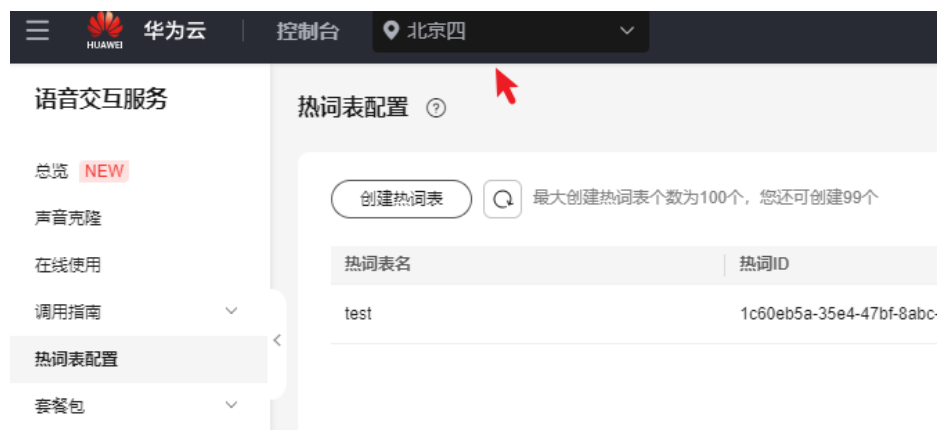 HUAWEI 华为云 控制台 北京四
语音交互服务
热词表配置 ?
总览 NEW
创建热词表 最大创建热词表个数为100个，您还可创建99个
声音克隆
在线使用
热词表名 热词ID
调用指南
test 1c60eb5a-35e4-47bf-8abc-
热词表配置
套餐包